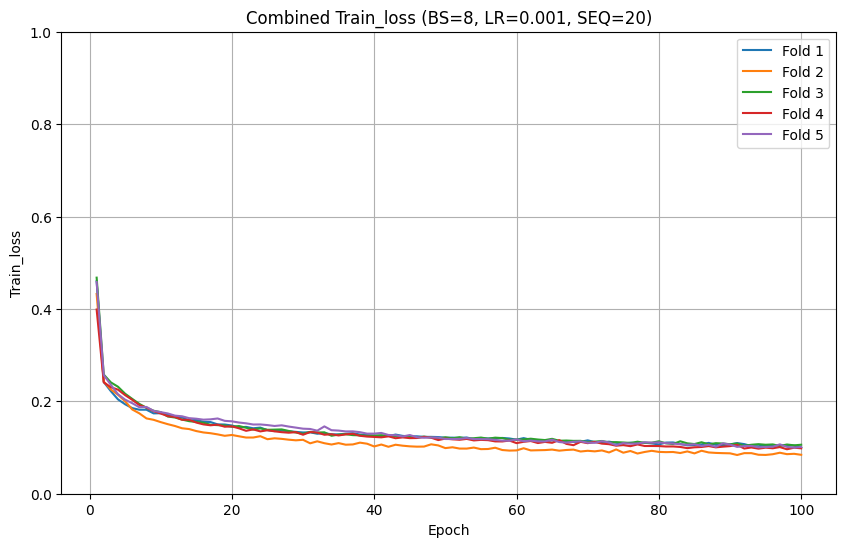 Combined Train_loss (BS=8, LR=0.001, SEQ=20)
1.0
0.8
0.6
0.4
0.2
0.0
Train_loss
Fold 1
Fold 2
Fold 3
Fold 4
Fold 5
0
20
40
60
80
100
Epoch